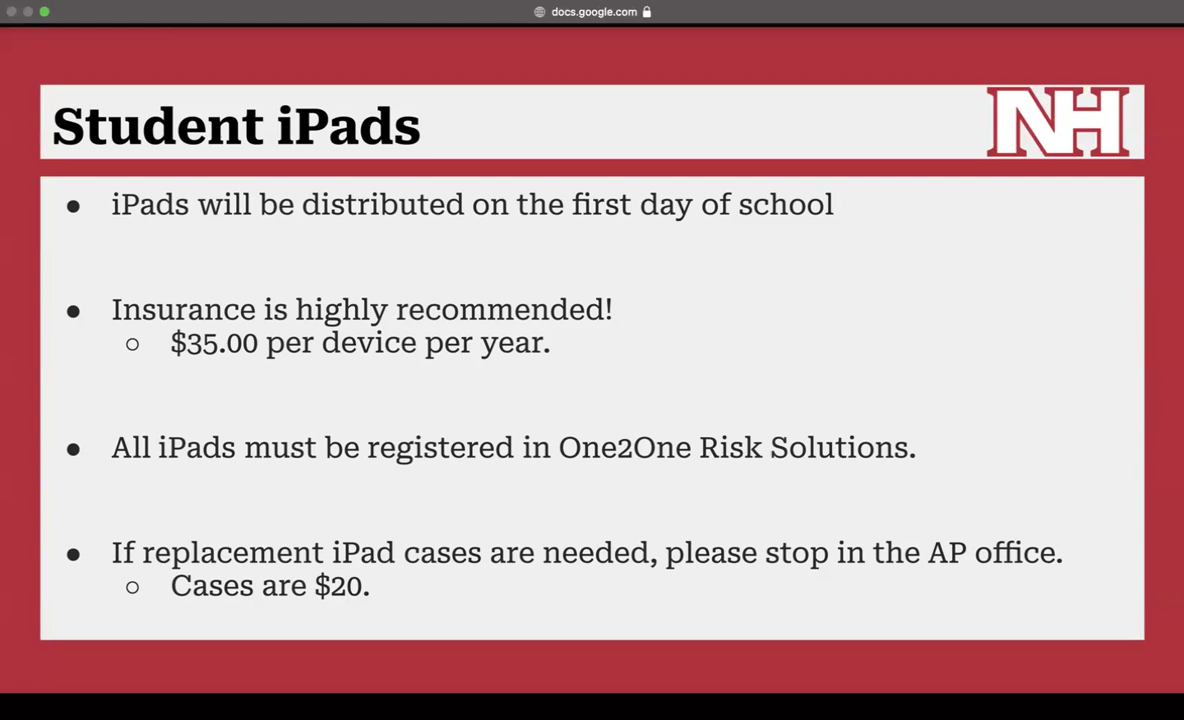 docs.google.com
Student iPads
NH
● iPads will be distributed on the first day of school
● Insurance is highly recommended!
○ $35.00 per device per year.
● All iPads must be registered in One2One Risk Solutions.
● If replacement iPad cases are needed, please stop in the AP office.
○ Cases are $20.